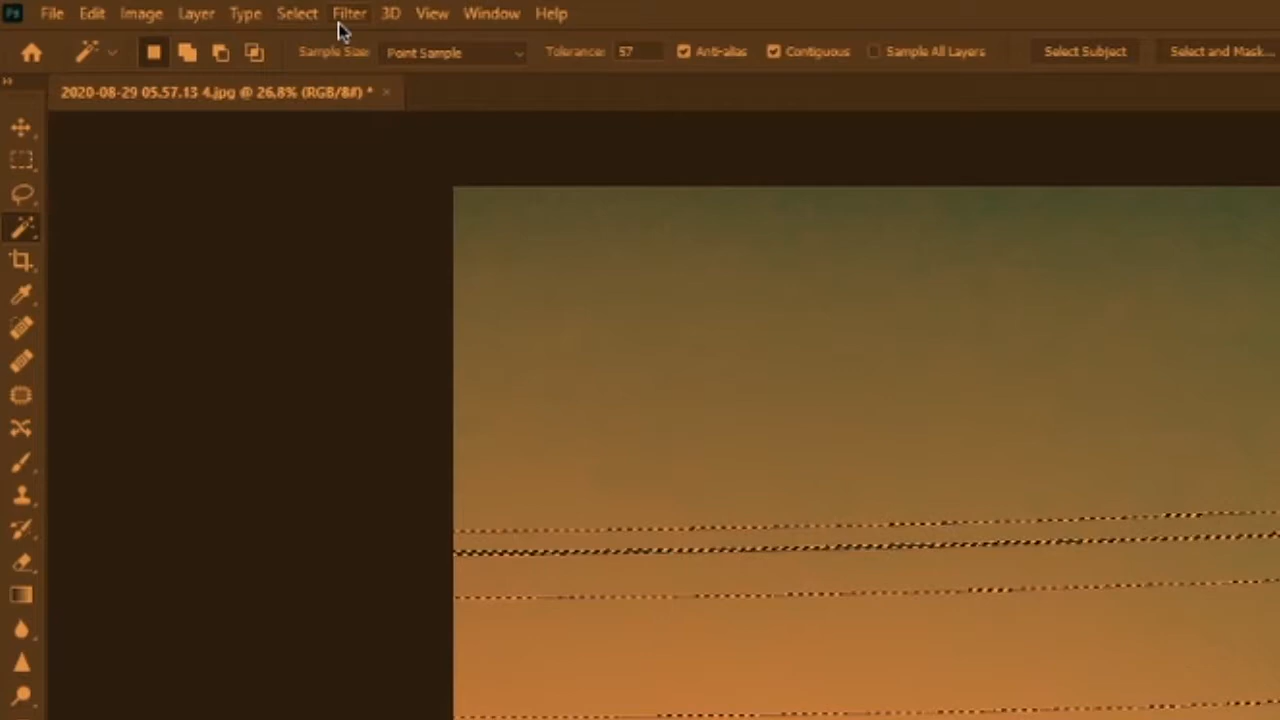 Ps File Edit Image Layer Type Select Filter 3D View Window Help
Sample Size: Point Sample Tolerance: 57 Anti-alias Contiguous Sample All Layers Select Subject Select and Mask...
2020-08-29 05.57.13 4.jpg @ 26,8% (RGB/8#) * ×